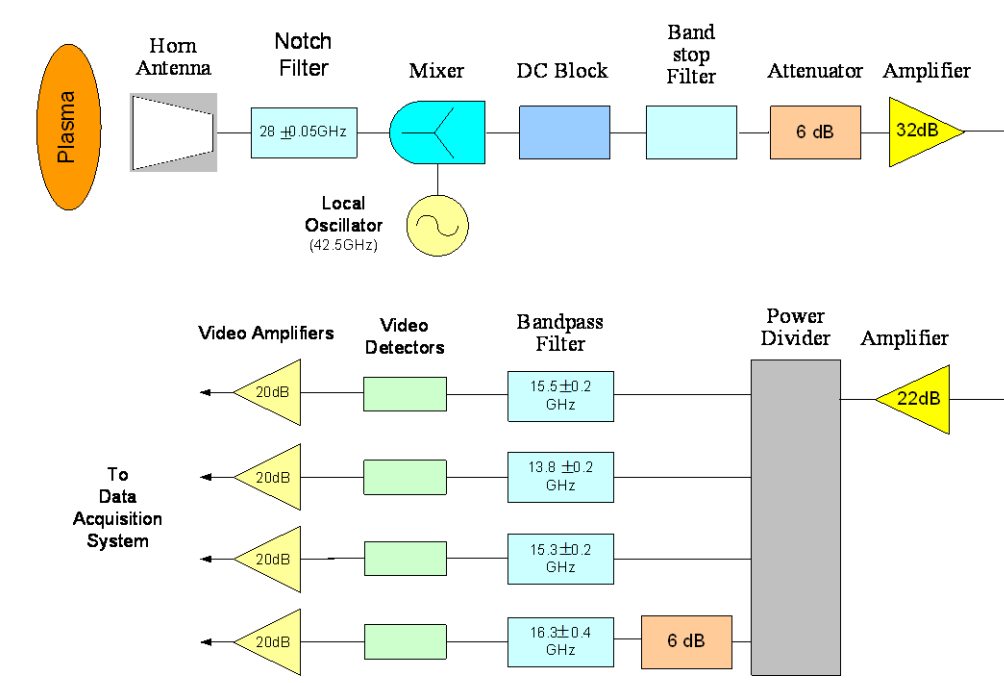 Plasma
Horn
Antenna
Notch
Filter
28 ±0.05GHz
Mixer
Local
Oscillator
(42.5GHz)
DC Block
Band
stop
Filter
Attenuator
6 dB
Amplifier
32dB
Video Amplifiers
Video
Detectors
Bandpass
Filter
Power
Divider
Amplifier
22dB
20dB
15.5±0.2
GHz
20dB
13.8 ±0.2
GHz
20dB
15.3±0.2
GHz
20dB
16.3±0.4
GHz
6 dB
To
Data
Acquisition
System